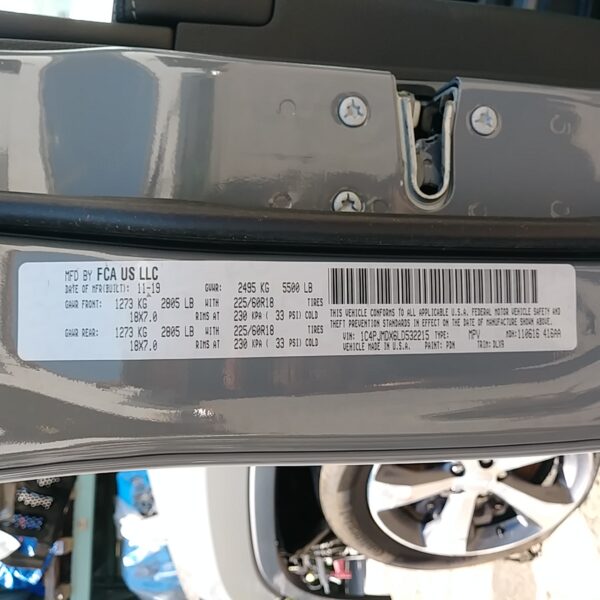 MFD BY FCA US LLC
DATE OF MFR(BUILT): 11-19 GVWR: 2495 KG 5500 LB
GAWR FRONT: 1273 KG 2805 LB WITH 225/60R18 TIRES
18X7.0 RIMS AT 230 KPA ( 33 PSI) COLD
GAWR REAR: 1273 KG 2805 LB WITH 225/60R18 TIRES
18X7.0 RIMS AT 230 KPA ( 33 PSI) COLD
THIS VEHICLE CONFORMS TO ALL APPLICABLE U.S.A. FEDERAL MOTOR VEHICLE SAFETY AND
THEFT PREVENTION STANDARDS IN EFFECT ON THE DATE OF MANUFACTURE SHOWN ABOVE.
VIN: 1C4PJMDX6LD532215 TYPE: MPV MDH: 110616 416AA
VEHICLE MADE IN: U.S.A. PAINT: PDN TRIM: DLX9